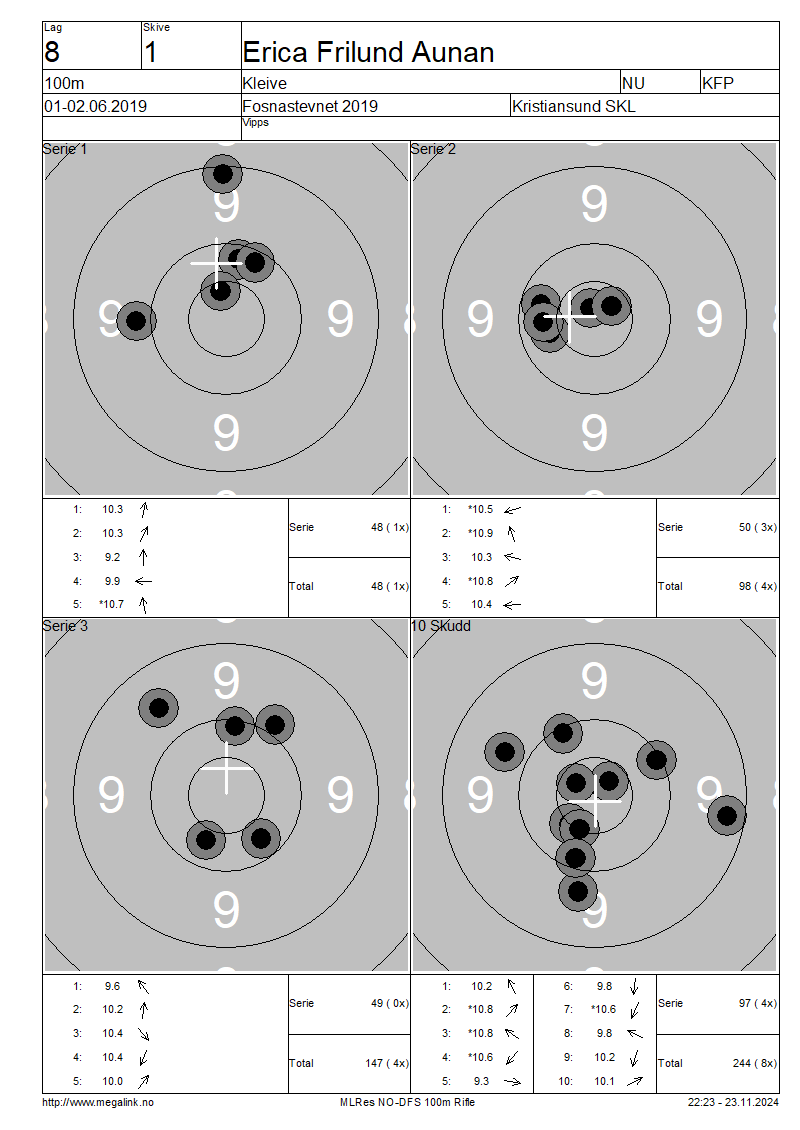 Lag Skive
8 1 Erica Frilund Aunan
100m Kleive NU KFP
01-02.06.2019 Fosnastevnet 2019 Kristiansund SKL
Vipps
Serie 1
9
9 9
9
8
Serie 2
9
9 9
9
8
1: 10.3
2: 10.3
3: 9.2
4: 9.9
5: *10.7
Serie 48 ( 1x)
Total 48 ( 1x)
1: *10.5
2: *10.9
3: 10.3
4: *10.8
5: 10.4
Serie 50 ( 3x)
Total 98 ( 4x)
Serie 3
9
9 9
9
8
10 Skudd
9
9 9
9
8
1: 9.6
2: 10.2
3: 10.4
4: 10.4
5: 10.0
Serie 49 ( 0x)
Total 147 ( 4x)
1: 10.2
2: *10.8
3: *10.8
4: *10.6
5: 9.3
6: 9.8
7: *10.6
8: 9.8
9: 10.2
10: 10.1
Serie 97 ( 4x)
Total 244 ( 8x)
http://www.megalink.no MLRes NO-DFS 100m Rifle 22:23 - 23.11.2024